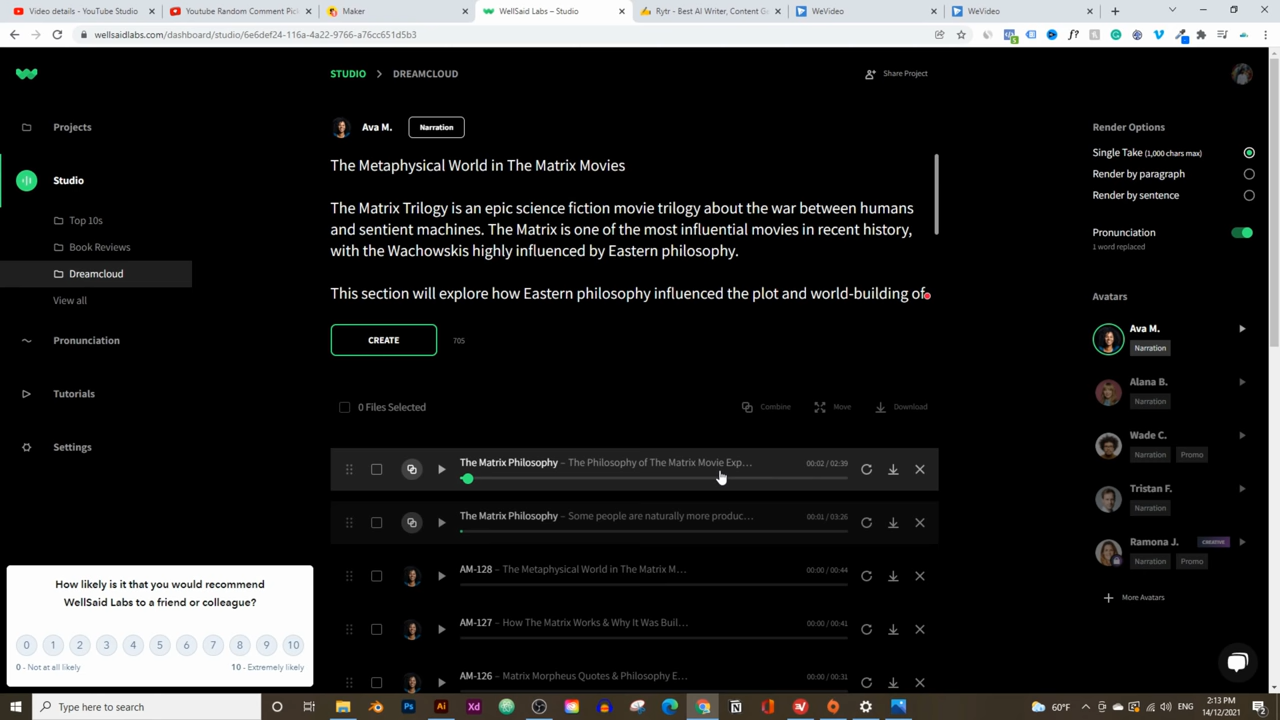 Video details - YouTube Studio
Youtube Random Comment Pic
Maker
WellSaid Labs – Studio
Rytr - Best AI Writer, Content Ge
WeVideo
WeVideo
wellsaidlabs.com/dashboard/studio/6e6def24-116a-4a22-9766-a76cc651d5b3
STUDIO > DREAMCLOUD
Share Project
Projects
Studio
Top 10s
Book Reviews
Dreamcloud
View all
Pronunciation
Tutorials
Settings
Ava M.
Narration
The Metaphysical World in The Matrix Movies
The Matrix Trilogy is an epic science fiction movie trilogy about the war between humans
and sentient machines. The Matrix is one of the most influential movies in recent history,
with the Wachowskis highly influenced by Eastern philosophy.
This section will explore how Eastern philosophy influenced the plot and world-building of
CREATE
705
0 Files Selected
Combine
Move
Download
The Matrix Philosophy – The Philosophy of The Matrix Movie Exp...
00:02 / 02:39
The Matrix Philosophy – Some people are naturally more produc...
00:01 / 03:26
AM-128 – The Metaphysical World in The Matrix M...
00:00 / 00:44
AM-127 – How The Matrix Works & Why It Was Buil...
00:00 / 00:41
AM-126 – Matrix Morpheus Quotes & Philosophy E...
00:00 / 00:31
Render Options
Single Take (1,000 chars max)
Render by paragraph
Render by sentence
Pronunciation
1 word replaced
Avatars
Ava M.
Narration
Alana B.
Narration
Wade C.
Narration Promo
Tristan F.
Narration
Ramona J. CREATIVE
Narration Promo
More Avatars
How likely is it that you would recommend
WellSaid Labs to a friend or colleague?
0 1 2 3 4 5 6 7 8 9 10
0 - Not at all likely
10 - Extremely likely
Type here to search
60°F
ENG
2:13 PM
14/12/2021